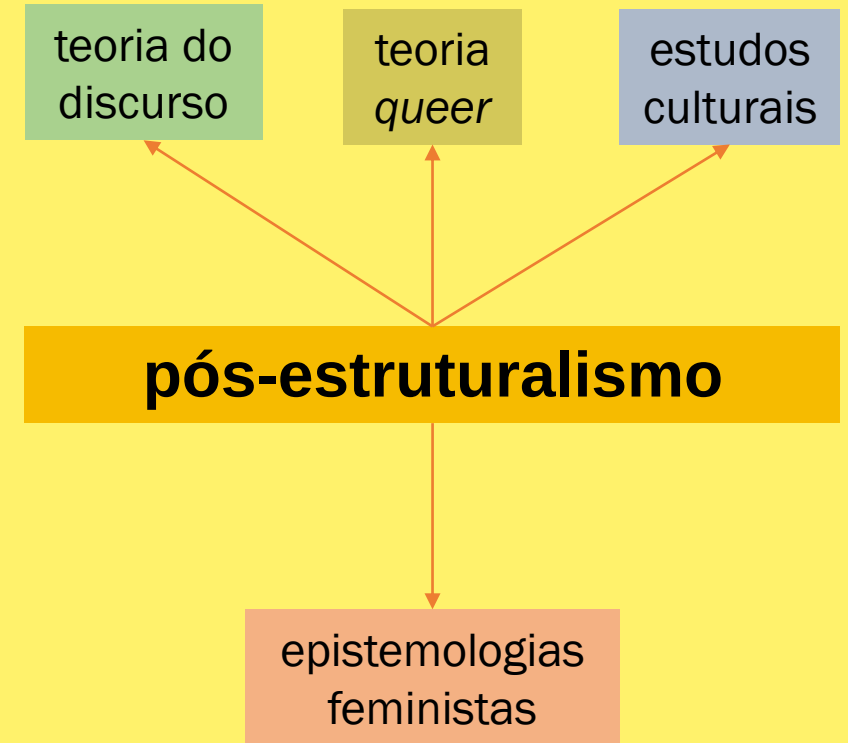 teoria do
discurso
teoria
queer
estudos
culturais
pós-estruturalismo
epistemologias
feministas